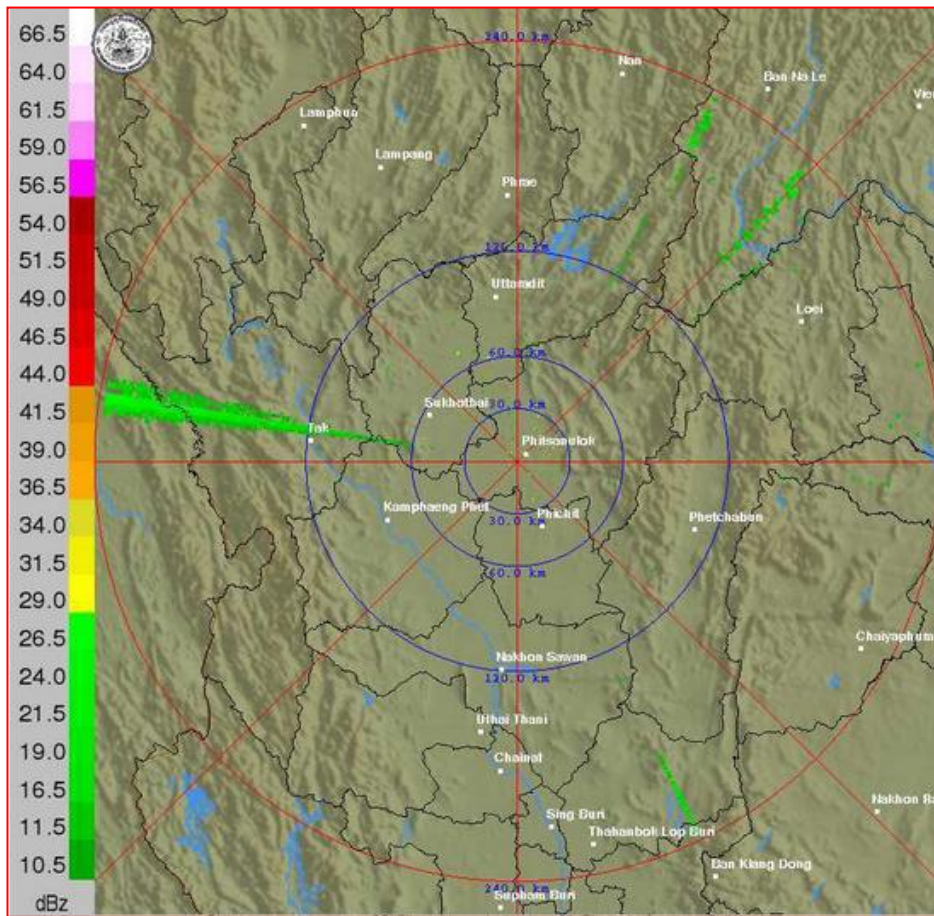 66.5
64.0
61.5
59.0
56.5
54.0
51.5
49.0
46.5
44.0
41.5
39.0
36.5
34.0
31.5
29.0
26.5
24.0
21.5
19.0
16.5
14.0
11.5
10.5
dBz
240.0 km
Nan
Ban Na Le
Lamphun
Lampang
Phrae
120.0 km
Uttaradit
Loei
60.0 km
30.0 km
Sukhothai
Tak
Phitsanulok
Kamphaeng Phet
Phichit
30.0 km
Phetchabun
60.0 km
Chaiyaphum
Nakhon Sawan
120.0 km
Uthai Thani
Chainat
Nakhon Ra
Sing Buri
Thahanbok Lop Buri
Ban Klang Dong
240.0 km
Suphan Buri